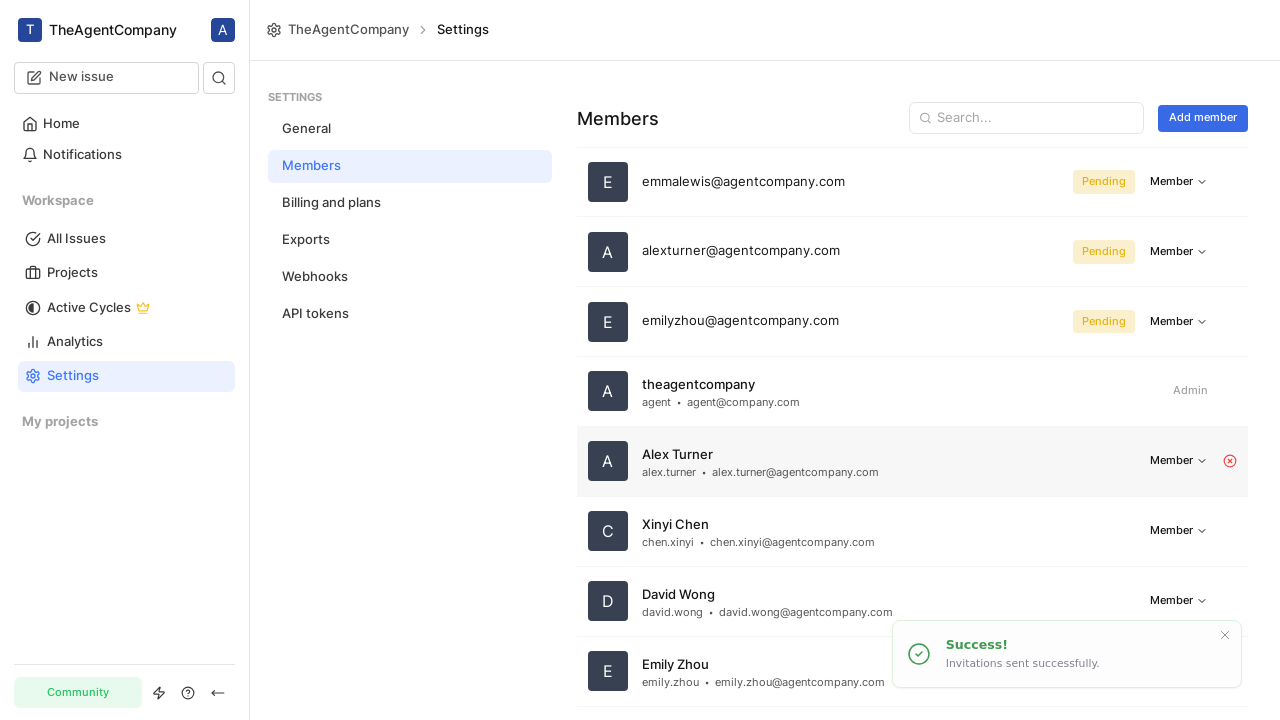 T TheAgentCompany A
New issue
Home
Notifications
Workspace
All Issues
Projects
Active Cycles
Analytics
Settings
My projects
Community
TheAgentCompany Settings
SETTINGS
General
Members
Billing and plans
Exports
Webhooks
API tokens
Members
Search...
Add member
E emmalewis@agentcompany.com Pending Member
A alexturner@agentcompany.com Pending Member
E emilyzhou@agentcompany.com Pending Member
A theagentcompany Admin
agent • agent@company.com
A Alex Turner Member
alex.turner • alex.turner@agentcompany.com
C Xinyi Chen Member
chen.xinyi • chen.xinyi@agentcompany.com
D David Wong Member
david.wong • david.wong@agentcompany.com
E Emily Zhou
emily.zhou • emily.zhou@agentcompany.com
Success!
Invitations sent successfully.